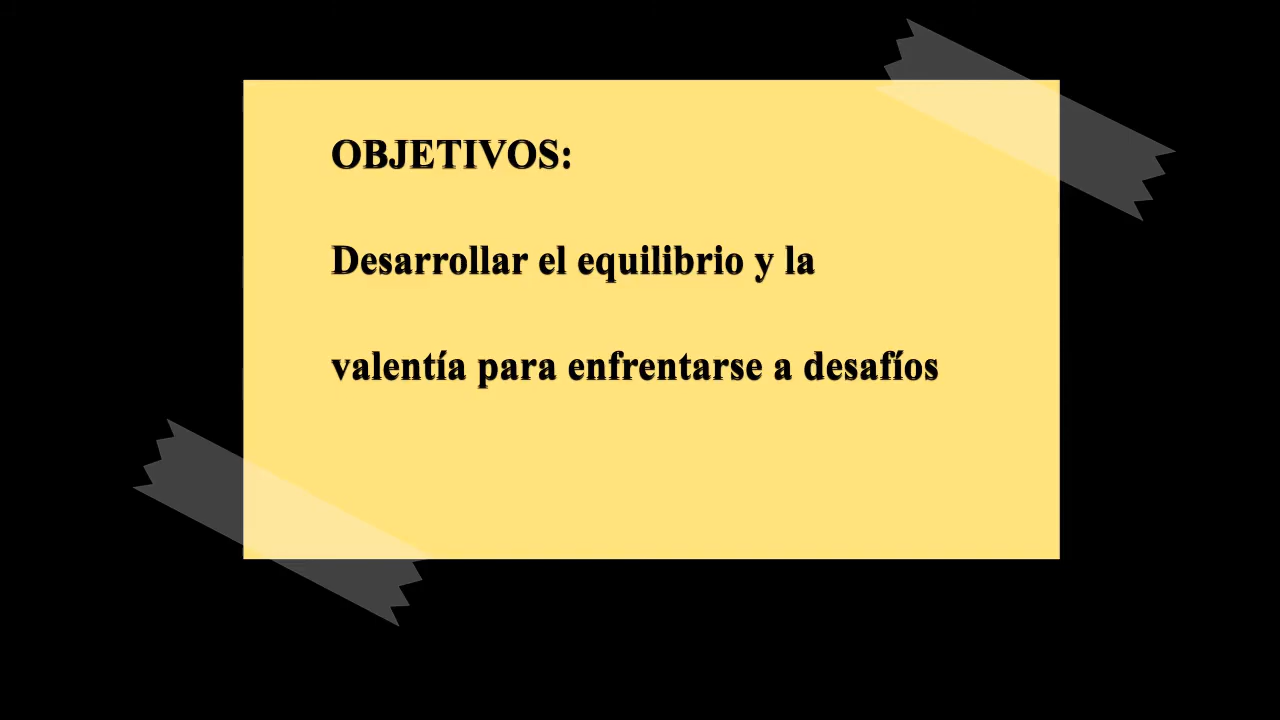 OBJETIVOS:
Desarrollar el equilibrio y la
valentía para enfrentarse a desafíos